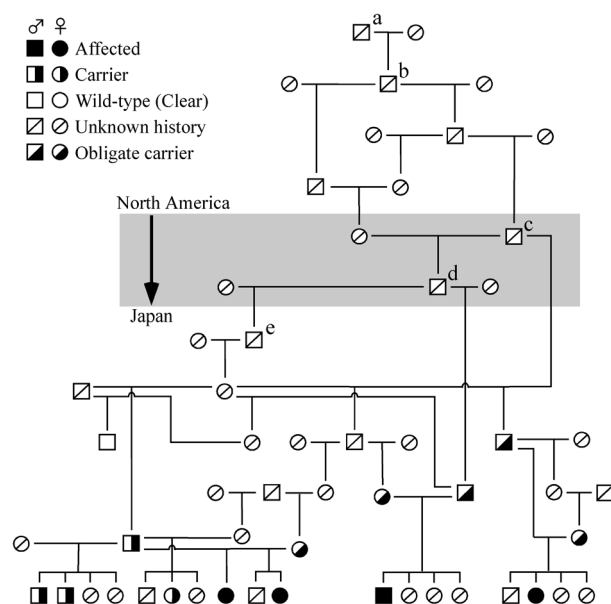 ♂ ♀
Affected
Carrier
Wild-type (Clear)
Unknown history
Obligate carrier
a
b
North America
c
d
Japan
e